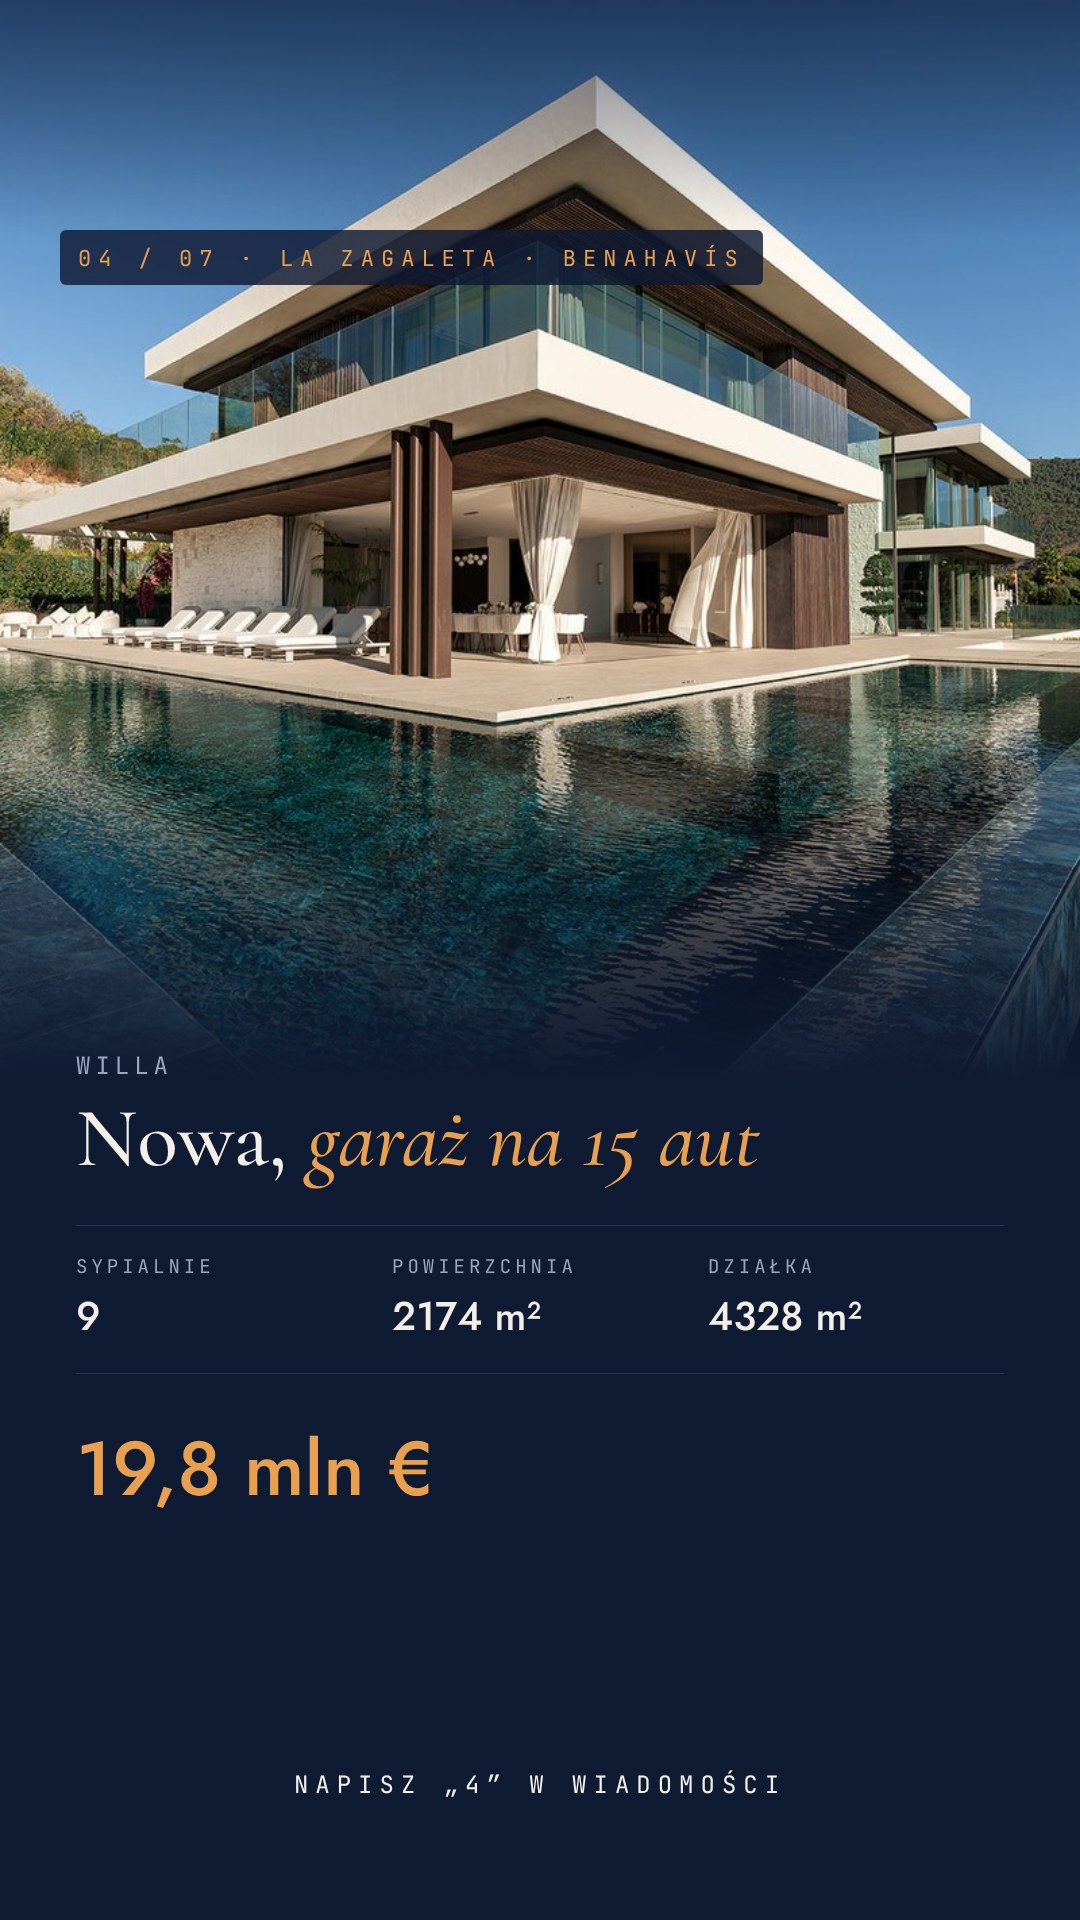 04 / 07 · LA ZAGALETA · BENAHAVÍS
WILLA
Nowa, garaż na 15 aut
SYPIALNIE POWIERZCHNIA DZIAŁKA
9 2174 m² 4328 m²
19,8 mln €
NAPISZ „4” W WIADOMOŚCI